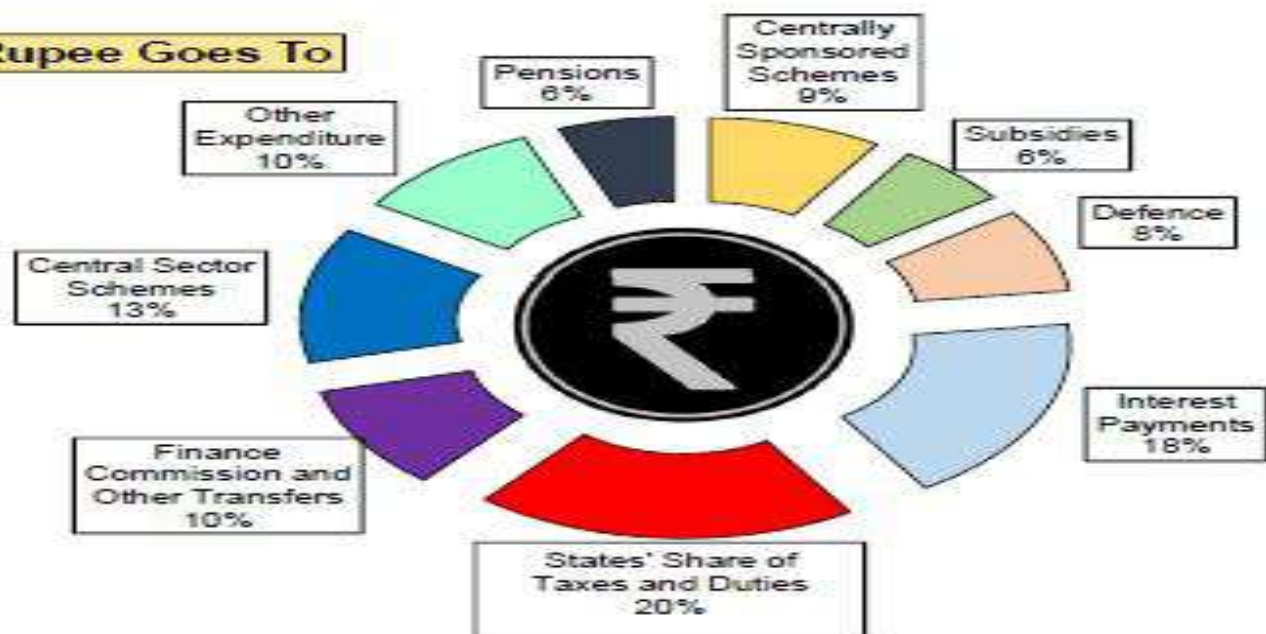 Rupee Goes To
Centrally
Sponsored
Schemes
9%
Pensions
6%
Other
Expenditure
10%
Subsidies
6%
Defence
8%
Central Sector
Schemes
13%
Interest
Payments
18%
Finance
Commission and
Other Transfers
10%
States' Share of
Taxes and Duties
20%
₹